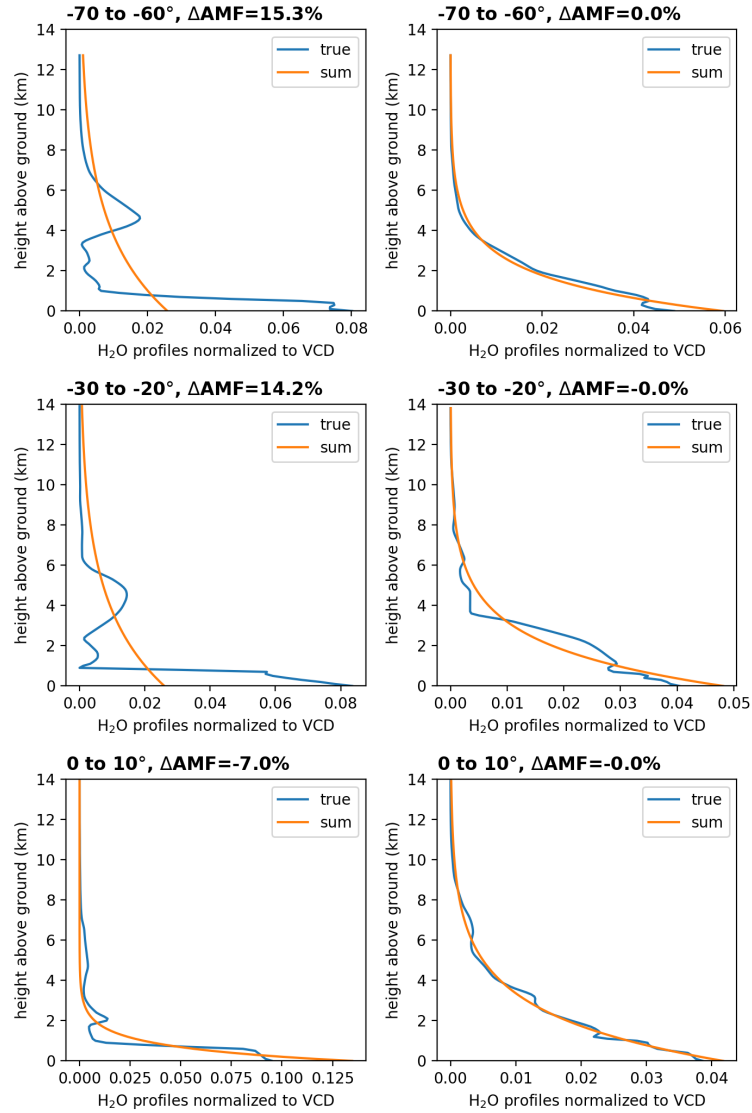 -70 to -60°, ΔAMF=15.3%
14
12
10
8
6
4
2
0
height above ground (km)
true
sum
0.00 0.02 0.04 0.06 0.08
H₂O profiles normalized to VCD
-70 to -60°, ΔAMF=0.0%
14
12
10
8
6
4
2
0
height above ground (km)
true
sum
0.00 0.02 0.04 0.06
H₂O profiles normalized to VCD
-30 to -20°, ΔAMF=14.2%
14
12
10
8
6
4
2
0
height above ground (km)
true
sum
0.00 0.02 0.04 0.06 0.08
H₂O profiles normalized to VCD
-30 to -20°, ΔAMF=-0.0%
14
12
10
8
6
4
2
0
height above ground (km)
true
sum
0.00 0.01 0.02 0.03 0.04 0.05
H₂O profiles normalized to VCD
0 to 10°, ΔAMF=-7.0%
14
12
10
8
6
4
2
0
height above ground (km)
true
sum
0.000 0.025 0.050 0.075 0.100 0.125
H₂O profiles normalized to VCD
0 to 10°, ΔAMF=-0.0%
14
12
10
8
6
4
2
0
height above ground (km)
true
sum
0.00 0.01 0.02 0.03 0.04
H₂O profiles normalized to VCD